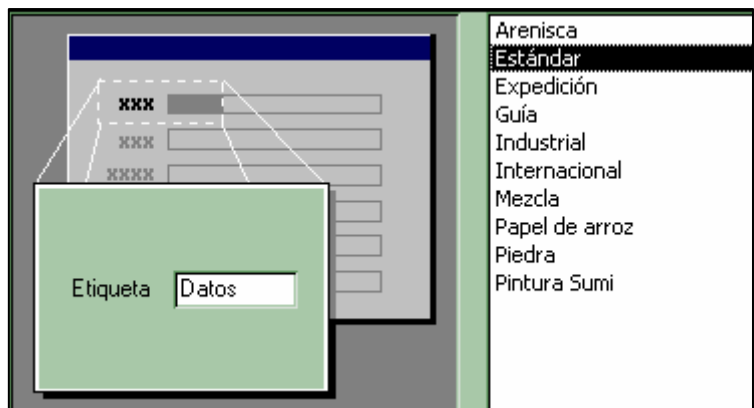 xxx
xxx
xxxx
Etiqueta Datos
Arenisca
Estándar
Expedición
Guía
Industrial
Internacional
Mezcla
Papel de arroz
Piedra
Pintura Sumi